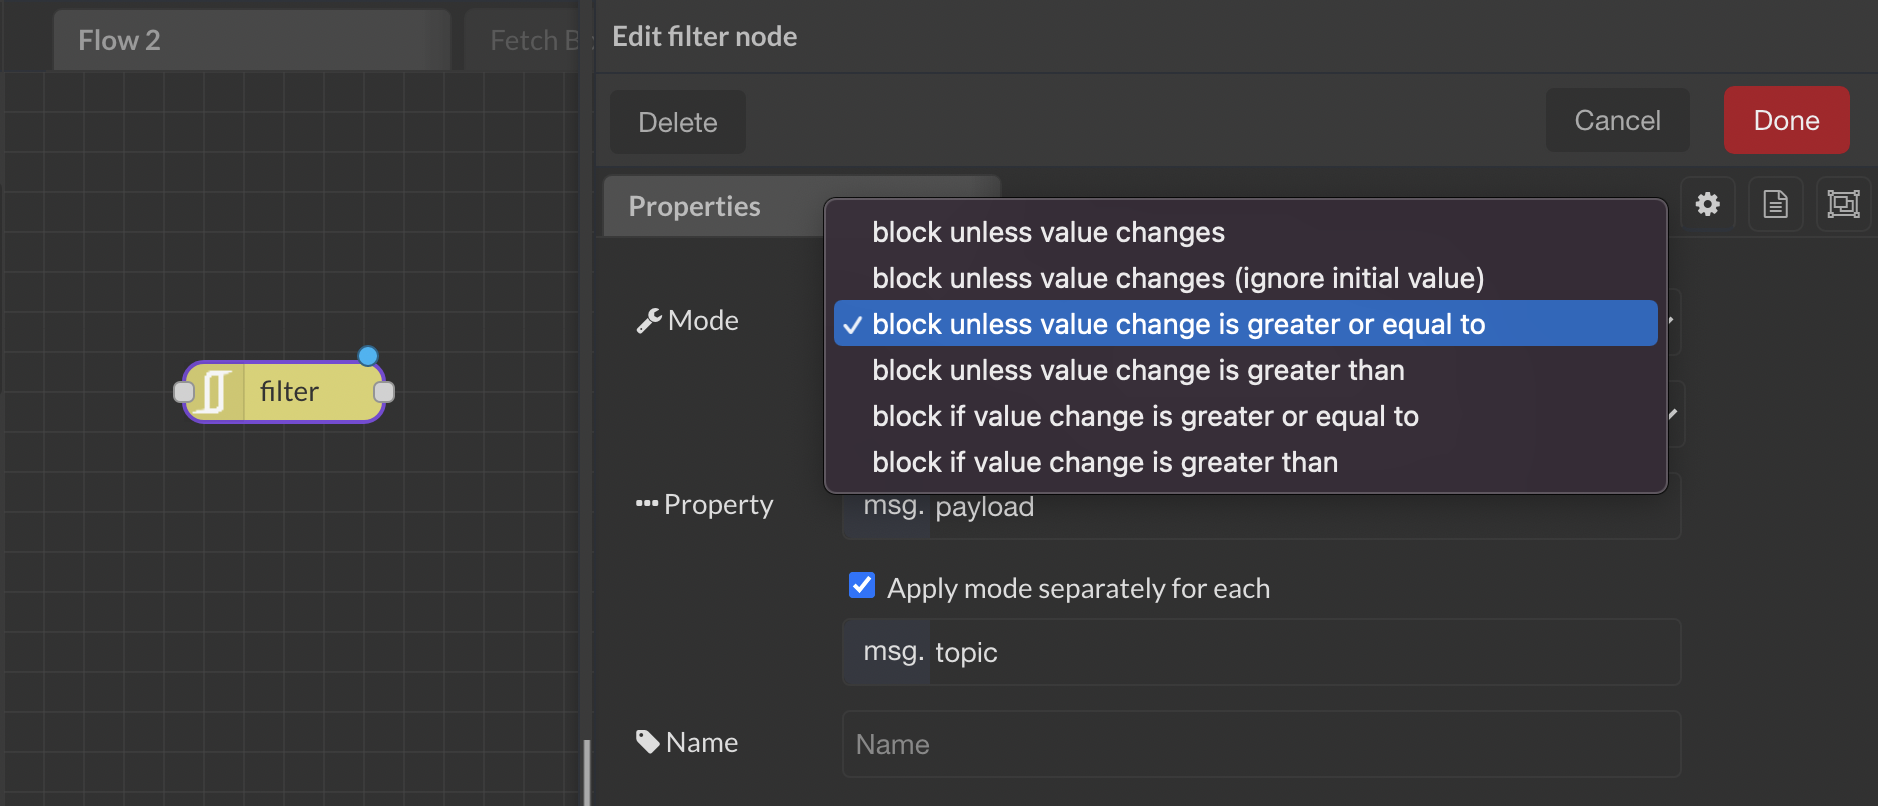 Flow 2
Fetch
Edit filter node
Delete
Cancel
Done
Properties
block unless value changes
block unless value changes (ignore initial value)
Mode
block unless value change is greater or equal to
block unless value change is greater than
filter
block if value change is greater or equal to
block if value change is greater than
Property
msg. payload
Apply mode separately for each
msg. topic
Name
Name